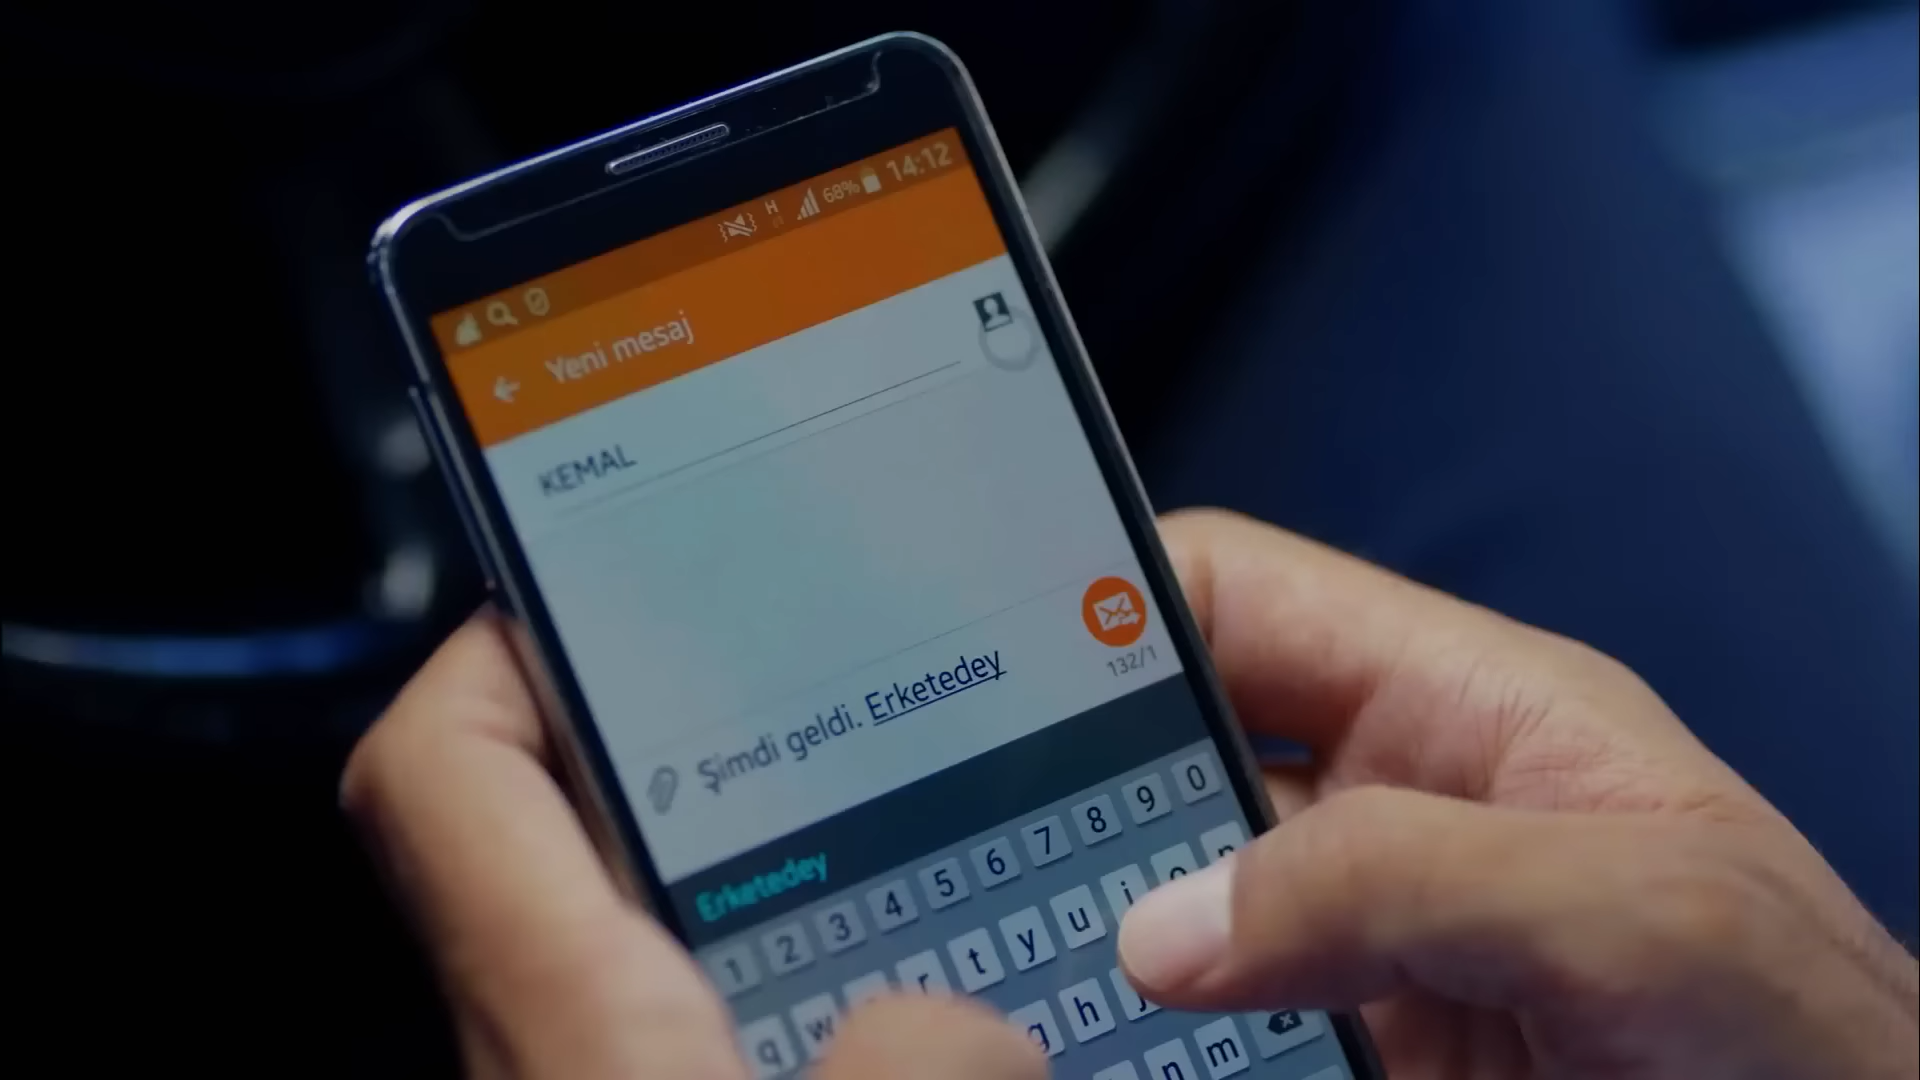 68% 14:12
Yeni mesaj
KEMAL
132/1
Şimdi geldi. Erketedey
Erketedey
1 2 3 4 5 6 7 8 9 0
q w r t y u i o p
g h j
n m